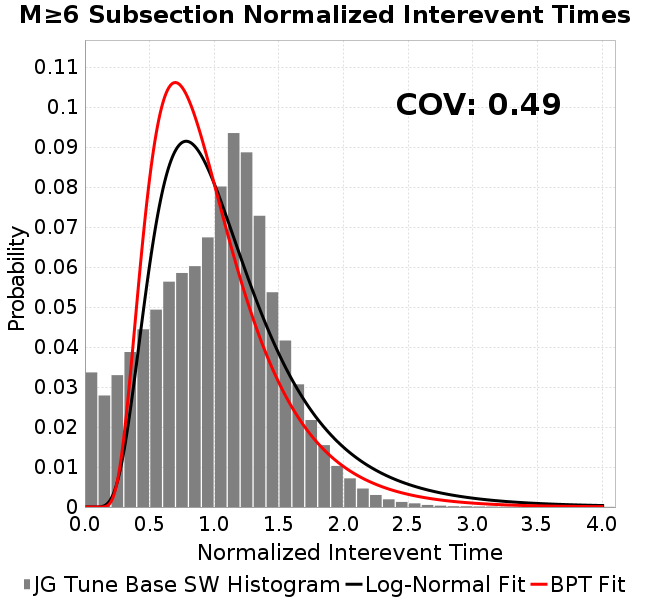 M≥6 Subsection Normalized Interevent Times
COV: 0.49
Probability
0.11
0.1
0.09
0.08
0.07
0.06
0.05
0.04
0.03
0.02
0.01
0
0.0 0.5 1.0 1.5 2.0 2.5 3.0 3.5 4.0
Normalized Interevent Time
JG Tune Base SW Histogram Log-Normal Fit BPT Fit